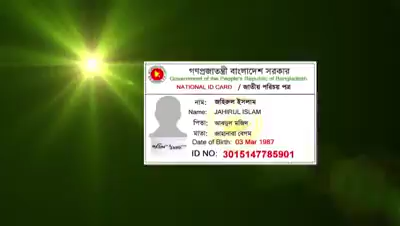 গণপ্রজাতন্ত্রী বাংলাদেশ সরকার
Government of the People's Republic of Bangladesh
NATIONAL ID CARD / জাতীয় পরিচয় পত্র
নাম: জহিরুল ইসলাম
Name: JAHIRUL ISLAM
পিতা: আবদুল মজিদ
মাতা: জাহানারা বেগম
Date of Birth: 03 Mar 1987
ID NO: 3015147785901